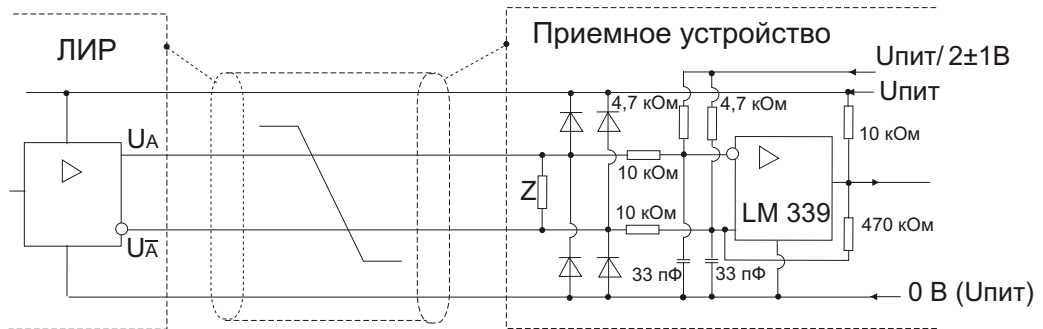 ЛИР
Приемное устройство
Uпит/ 2±1В
Uпит
4,7 кОм
4,7 кОм
10 кОм
UA
10 кОм
Z
LM 339
10 кОм
470 кОм
UA̅
33 пФ
33 пФ
0 В (Uпит)